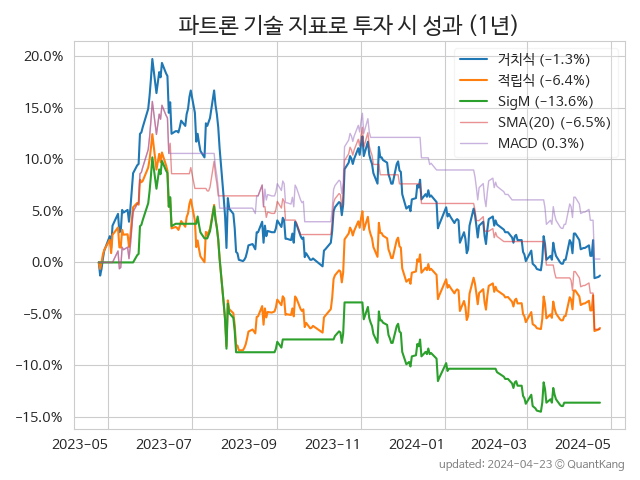 파트론 기술 지표로 투자 시 성과 (1년)
거치식 (−1.3%)
적립식 (−6.4%)
SigM (−13.6%)
SMA(20) (−6.5%)
MACD (0.3%)
20.0%
15.0%
10.0%
5.0%
0.0%
−5.0%
−10.0%
−15.0%
2023-05 2023-07 2023-09 2023-11 2024-01 2024-03 2024-05
updated: 2024-04-23 ⓒ QuantKang